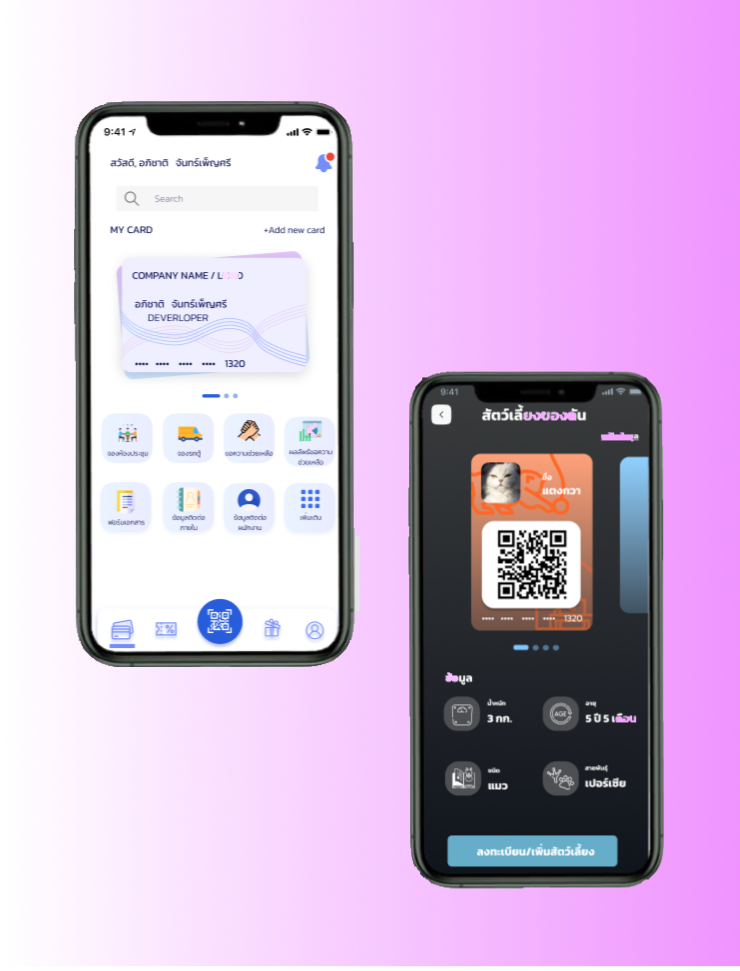 9:41
สวัสดี, อภิชาติ จันทร์เพ็ญศรี
Search
MY CARD
+Add new card
COMPANY NAME / L
อภิชาติ จันทร์เพ็ญศรี
DEVERLOPER
•••• •••• •••• •••• 1320
จองห้องประชุม
จองรถตู้
ขอความช่วยเหลือ
ผลลัพธ์ขอความ
ช่วยเหลือ
ฟอร์มเอกสาร
ข้อมูลติดต่อ
ภายใน
ข้อมูลติดต่อ
พนักงาน
เพิ่มเติม
9:41
สัตว์เลี้ยงของฉัน
ชื่อ
แตงกวา
•••• •••• •••• •••• 1320
ข้อมูล
น้ำหนัก
3 กก.
AGE
อายุ
5 ปี 5 เดือน
ชนิด
แมว
สายพันธุ์
เปอร์เซีย
ลงทะเบียน/เพิ่มสัตว์เลี้ยง